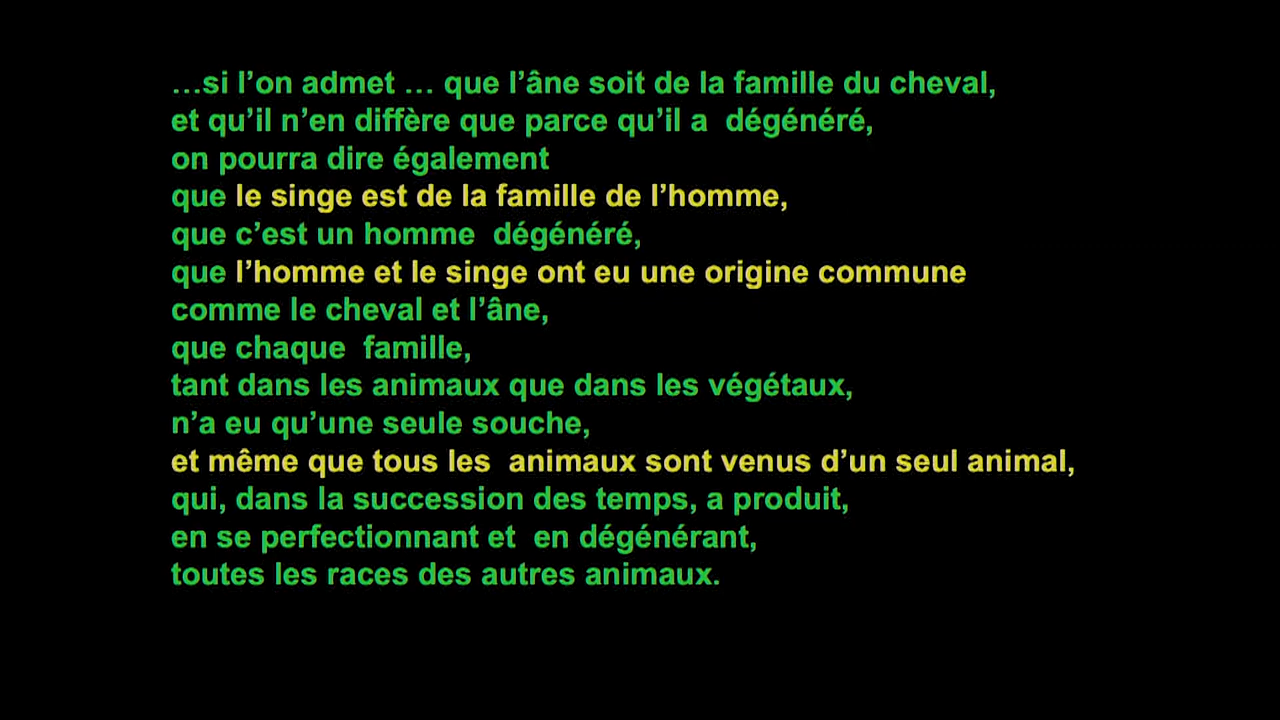 …si l’on admet … que l’âne soit de la famille du cheval,
et qu’il n’en diffère que parce qu’il a  dégénéré,
on pourra dire également
que le singe est de la famille de l’homme,
que c’est un homme  dégénéré,
que l’homme et le singe ont eu une origine commune
comme le cheval et l’âne,
que chaque  famille,
tant dans les animaux que dans les végétaux,
n’a eu qu’une seule souche,
et même que tous les  animaux sont venus d’un seul animal,
qui, dans la succession des temps, a produit,
en se perfectionnant et  en dégénérant,
toutes les races des autres animaux.